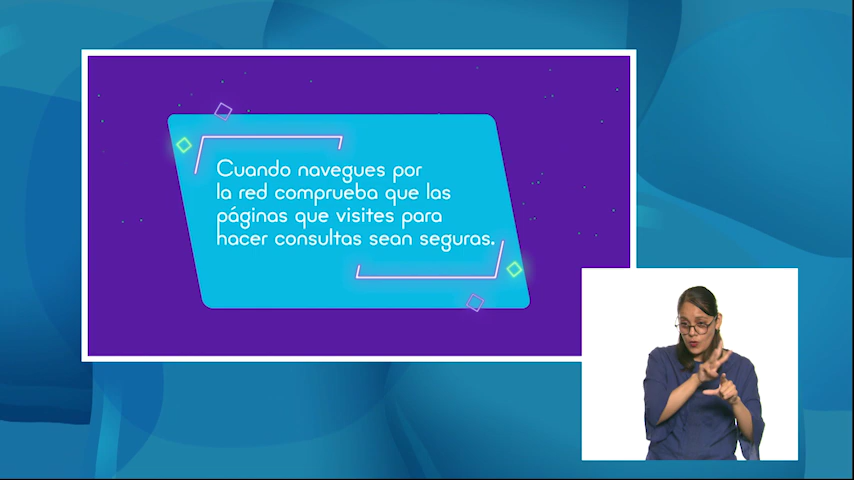 Cuando navegues por
la red comprueba que las
páginas que visites para
hacer consultas sean seguras.